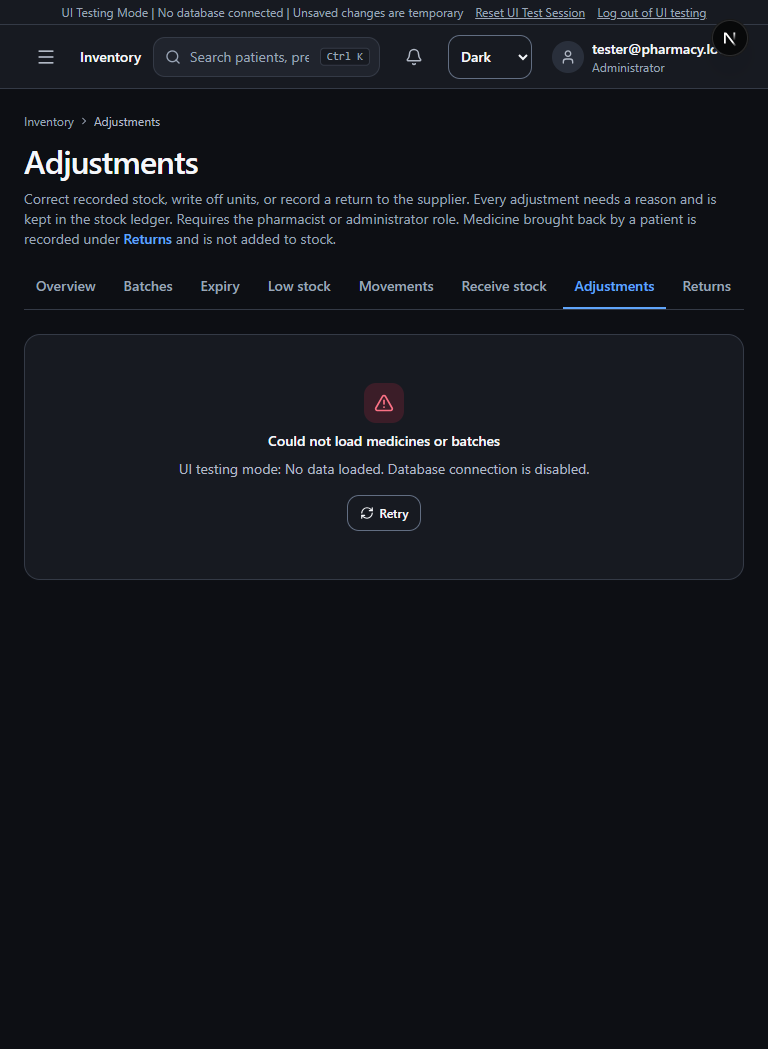 UI Testing Mode | No database connected | Unsaved changes are temporary Reset UI Test Session Log out of UI testing
Inventory
Search patients, pre
Ctrl K
Dark
tester@pharmacy.lo
N
Administrator
Inventory > Adjustments
Adjustments
Correct recorded stock, write off units, or record a return to the supplier. Every adjustment needs a reason and is
kept in the stock ledger. Requires the pharmacist or administrator role. Medicine brought back by a patient is
recorded under Returns and is not added to stock.
Overview Batches Expiry Low stock Movements Receive stock Adjustments Returns
Could not load medicines or batches
UI testing mode: No data loaded. Database connection is disabled.
Retry